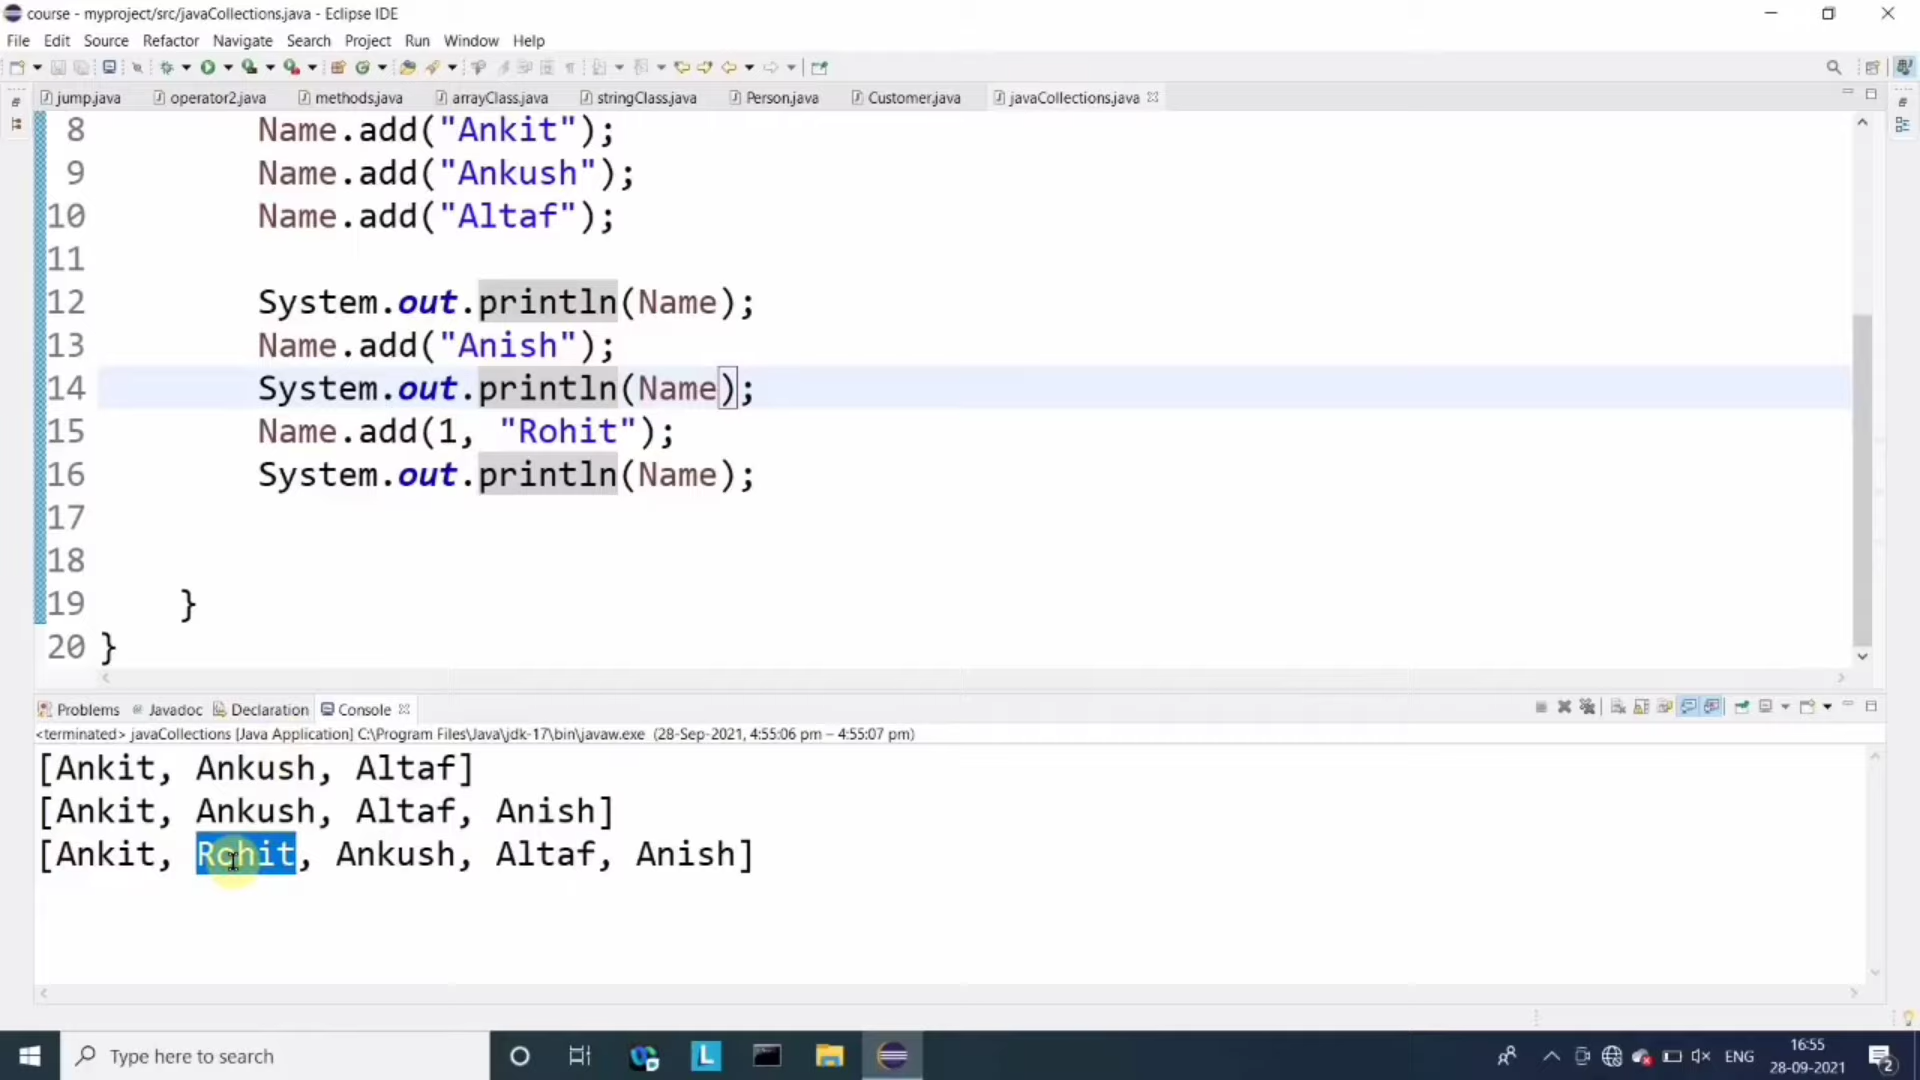 course - myproject/src/javaCollections.java - Eclipse IDE
File Edit Source Refactor Navigate Search Project Run Window Help
jump.java operator2.java methods.java arrayClass.java stringClass.java Person.java Customer.java javaCollections.java
8 Name.add("Ankit");
9 Name.add("Ankush");
10 Name.add("Altaf");
11
12 System.out.println(Name);
13 Name.add("Anish");
14 System.out.println(Name);
15 Name.add(1, "Rohit");
16 System.out.println(Name);
17
18
19 }
20 }
Problems Javadoc Declaration Console
<terminated> javaCollections [Java Application] C:\Program Files\Java\jdk-17\bin\javaw.exe (28-Sep-2021, 4:55:06 pm – 4:55:07 pm)
[Ankit, Ankush, Altaf]
[Ankit, Ankush, Altaf, Anish]
[Ankit, Rohit, Ankush, Altaf, Anish]
Type here to search
L
ENG
16:55
28-09-2021
2